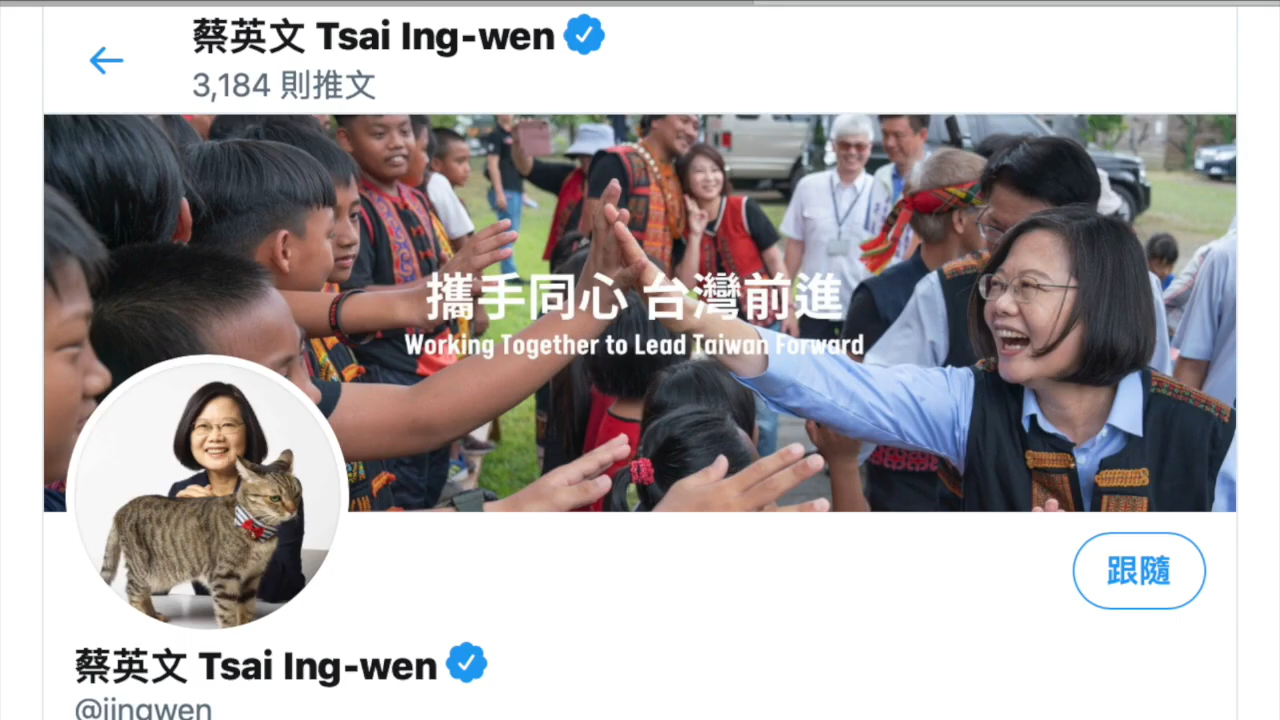 蔡英文 Tsai Ing-wen
3,184 則推文
攜手同心 台灣前進
Working Together to Lead Taiwan Forward
跟隨
蔡英文 Tsai Ing-wen
@iingwen